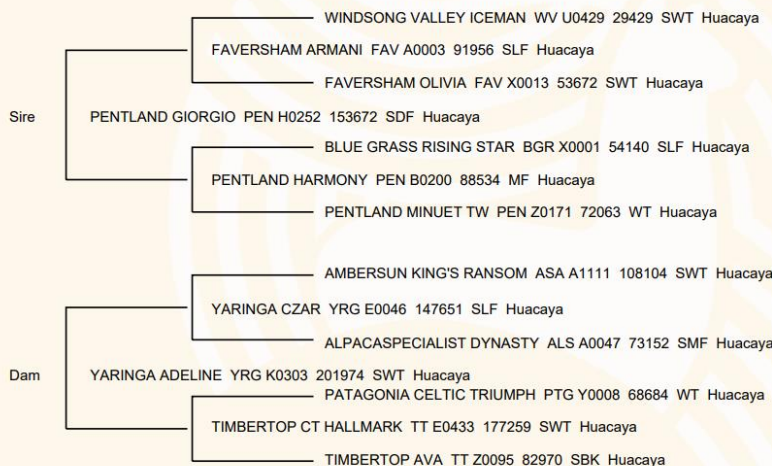 WINDSONG VALLEY ICEMAN WV U0429 29429 SWT Huacaya
FAVERSHAM ARMANI FAV A0003 91956 SLF Huacaya
FAVERSHAM OLIVIA FAV X0013 53672 SWT Huacaya
Sire PENTLAND GIORGIO PEN H0252 153672 SDF Huacaya
BLUE GRASS RISING STAR BGR X0001 54140 SLF Huacaya
PENTLAND HARMONY PEN B0200 88534 MF Huacaya
PENTLAND MINUET TW PEN Z0171 72063 WT Huacaya
AMBERSUN KING'S RANSOM ASA A1111 108104 SWT Huacaya
YARINGA CZAR YRG E0046 147651 SLF Huacaya
ALPACASPECIALIST DYNASTY ALS A0047 73152 SMF Huacaya
Dam YARINGA ADELINE YRG K0303 201974 SWT Huacaya
PATAGONIA CELTIC TRIUMPH PTG Y0008 68684 WT Huacaya
TIMBERTOP CT HALLMARK TT E0433 177259 SWT Huacaya
TIMBERTOP AVA TT Z0095 82970 SBK Huacaya